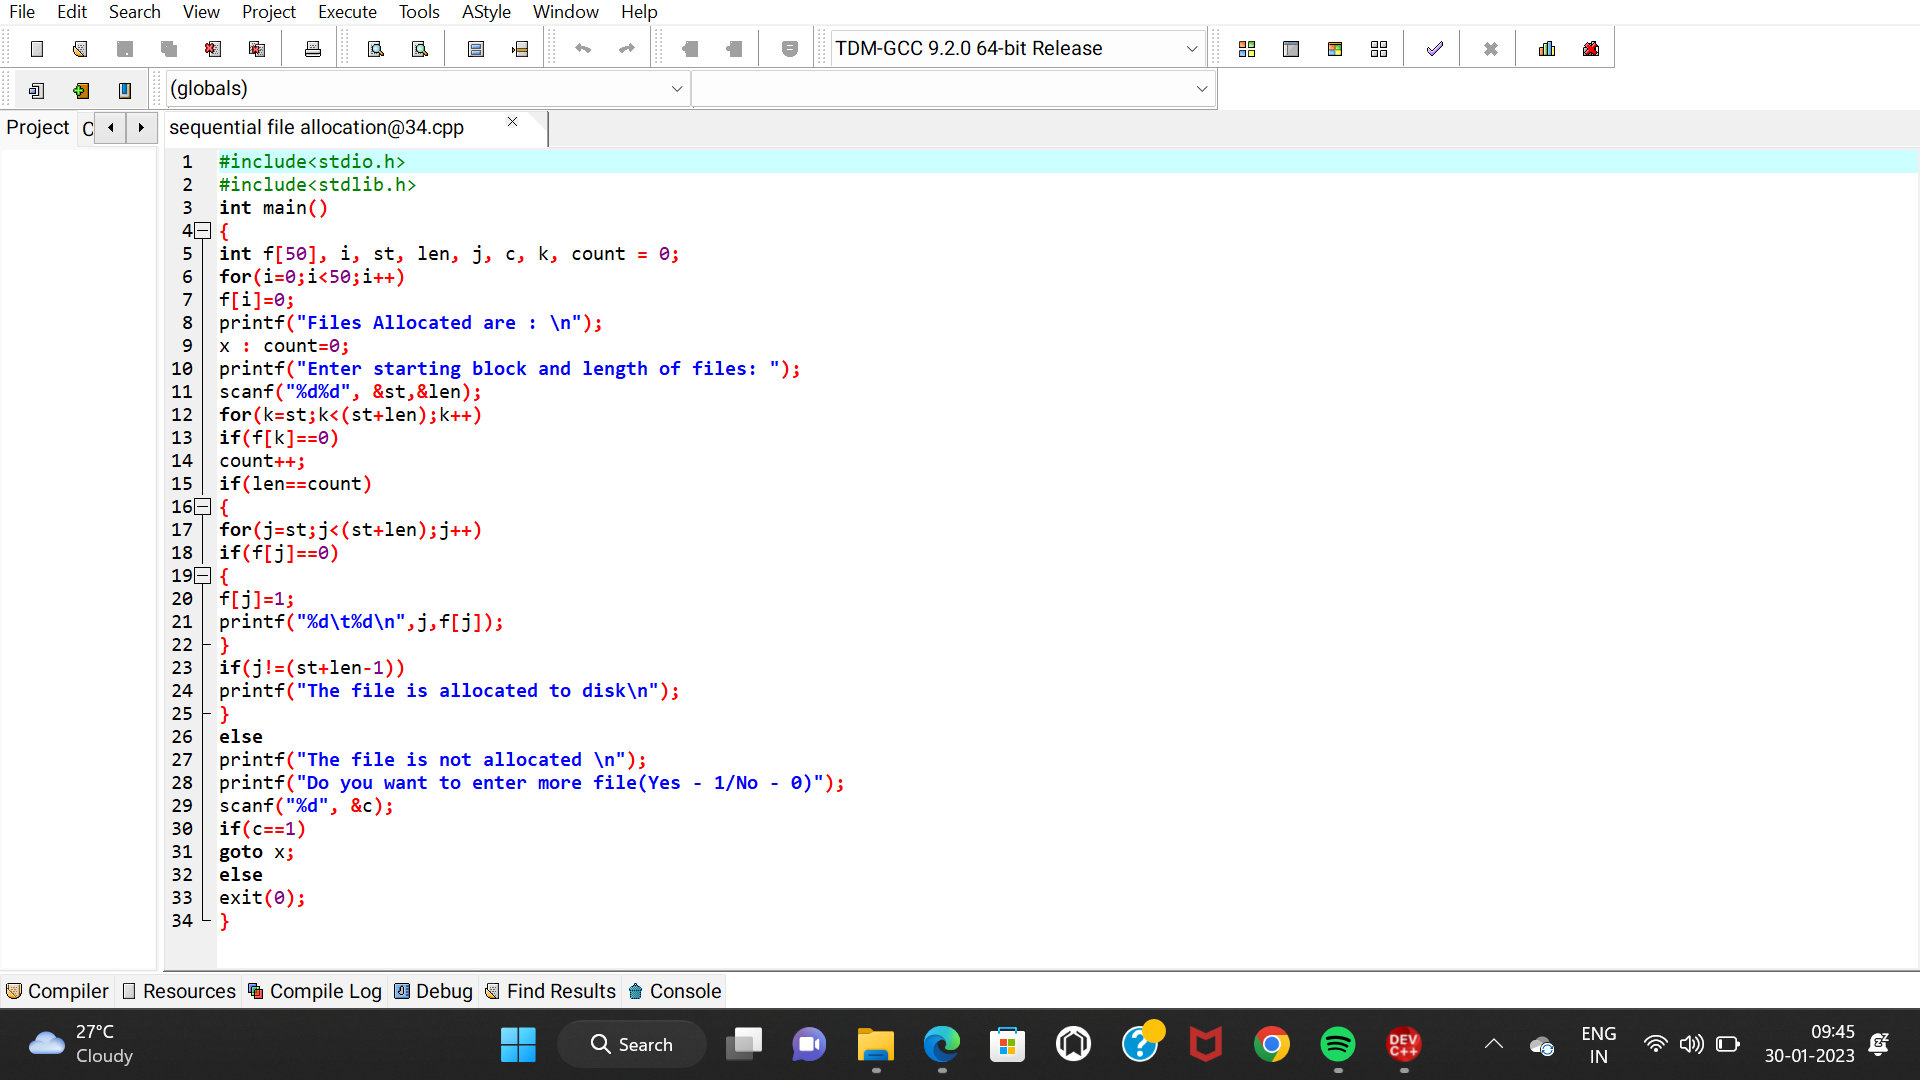 File Edit Search View Project Execute Tools AStyle Window Help
TDM-GCC 9.2.0 64-bit Release
(globals)
Project C sequential file allocation@34.cpp
1 #include<stdio.h>
2 #include<stdlib.h>
3 int main()
4 {
5 int f[50], i, st, len, j, c, k, count = 0;
6 for(i=0;i<50;i++)
7 f[i]=0;
8 printf("Files Allocated are : \n");
9 x : count=0;
10 printf("Enter starting block and length of files: ");
11 scanf("%d%d", &st,&len);
12 for(k=st;k<(st+len);k++)
13 if(f[k]==0)
14 count++;
15 if(len==count)
16 {
17 for(j=st;j<(st+len);j++)
18 if(f[j]==0)
19 {
20 f[j]=1;
21 printf("%d\t%d\n",j,f[j]);
22 }
23 if(j!=(st+len-1))
24 printf("The file is allocated to disk\n");
25 }
26 else
27 printf("The file is not allocated \n");
28 printf("Do you want to enter more file(Yes - 1/No - 0)");
29 scanf("%d", &c);
30 if(c==1)
31 goto x;
32 else
33 exit(0);
34 }
Compiler Resources Compile Log Debug Find Results Console
27°C
Cloudy
Search
DEV
C++
ENG
IN
09:45
30-01-2023